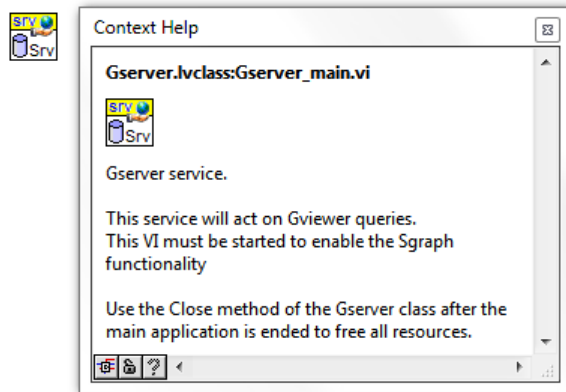 srv
Srv
Context Help
Gserver.lvclass:Gserver_main.vi
srv
Srv
Gserver service.
This service will act on Gviewer queries.
This VI must be started to enable the Sgraph
functionality
Use the Close method of the Gserver class after the
main application is ended to free all resources.
?